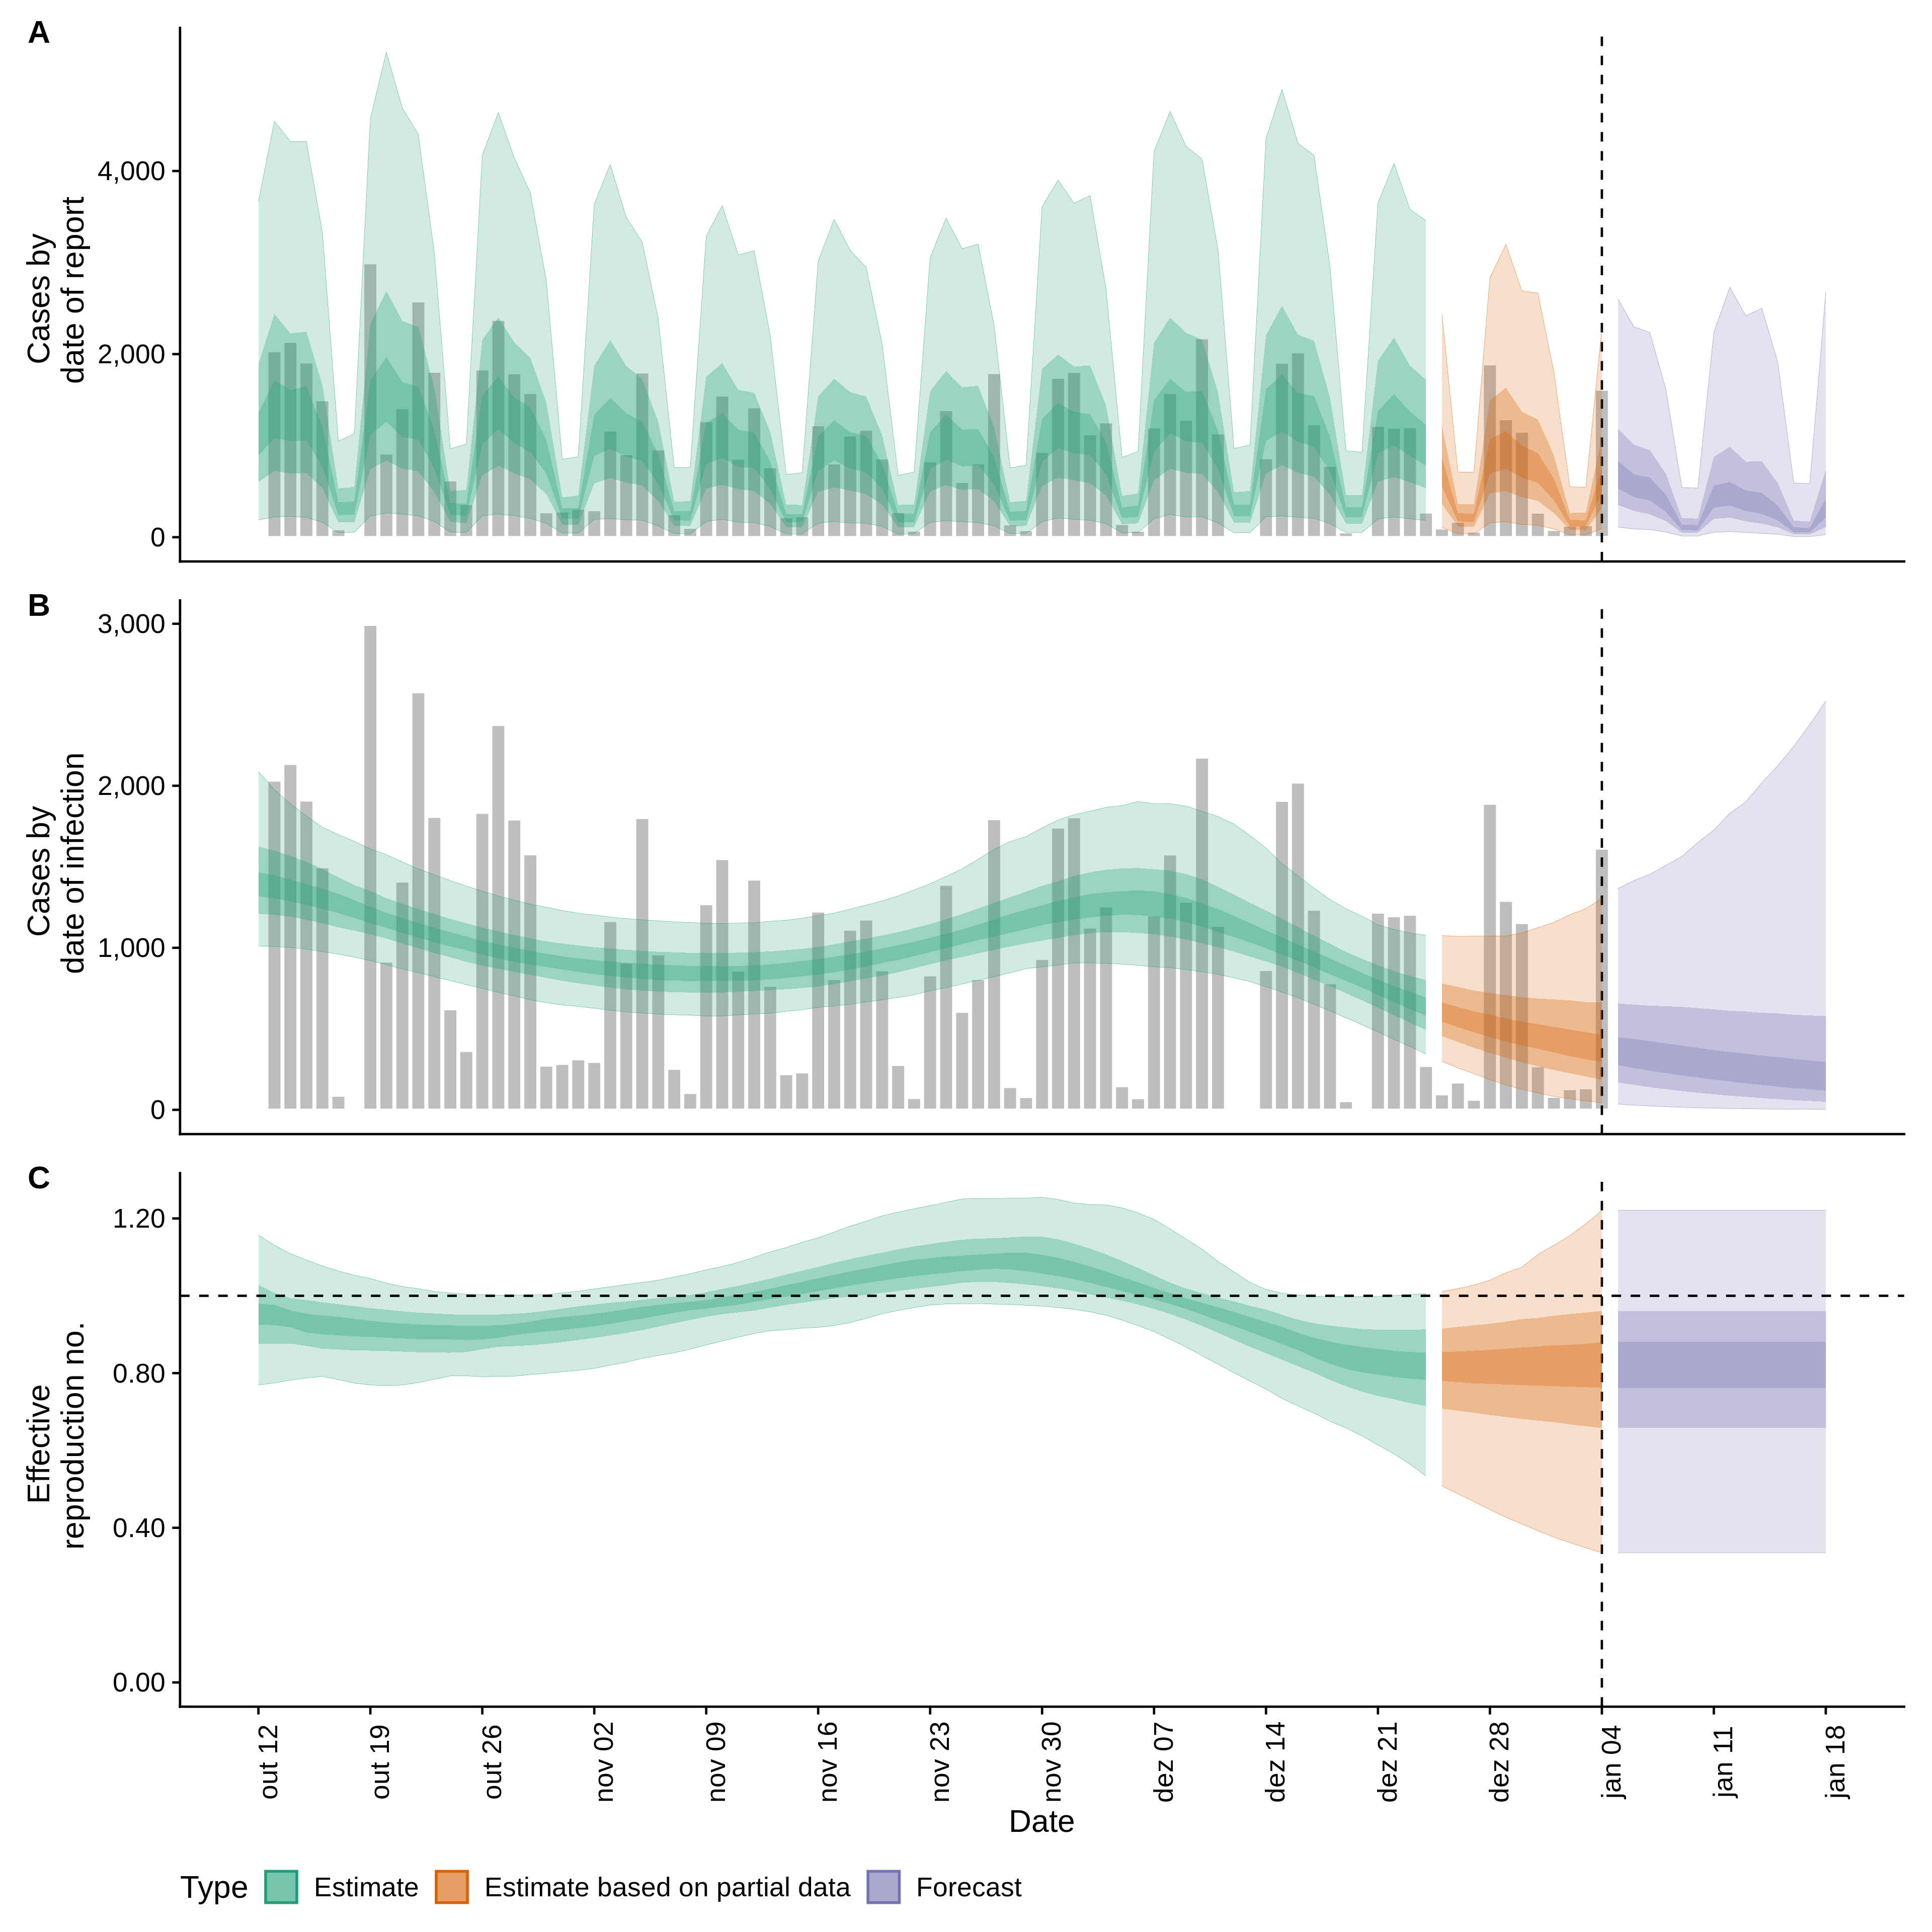 A
Cases by
date of report
4,000
2,000
0
B
Cases by
date of infection
3,000
2,000
1,000
0
C
Effective
reproduction no.
1.20
0.80
0.40
0.00
out 12
out 19
out 26
nov 02
nov 09
nov 16
nov 23
nov 30
dez 07
dez 14
dez 21
dez 28
jan 04
jan 11
jan 18
Date
Type
Estimate
Estimate based on partial data
Forecast